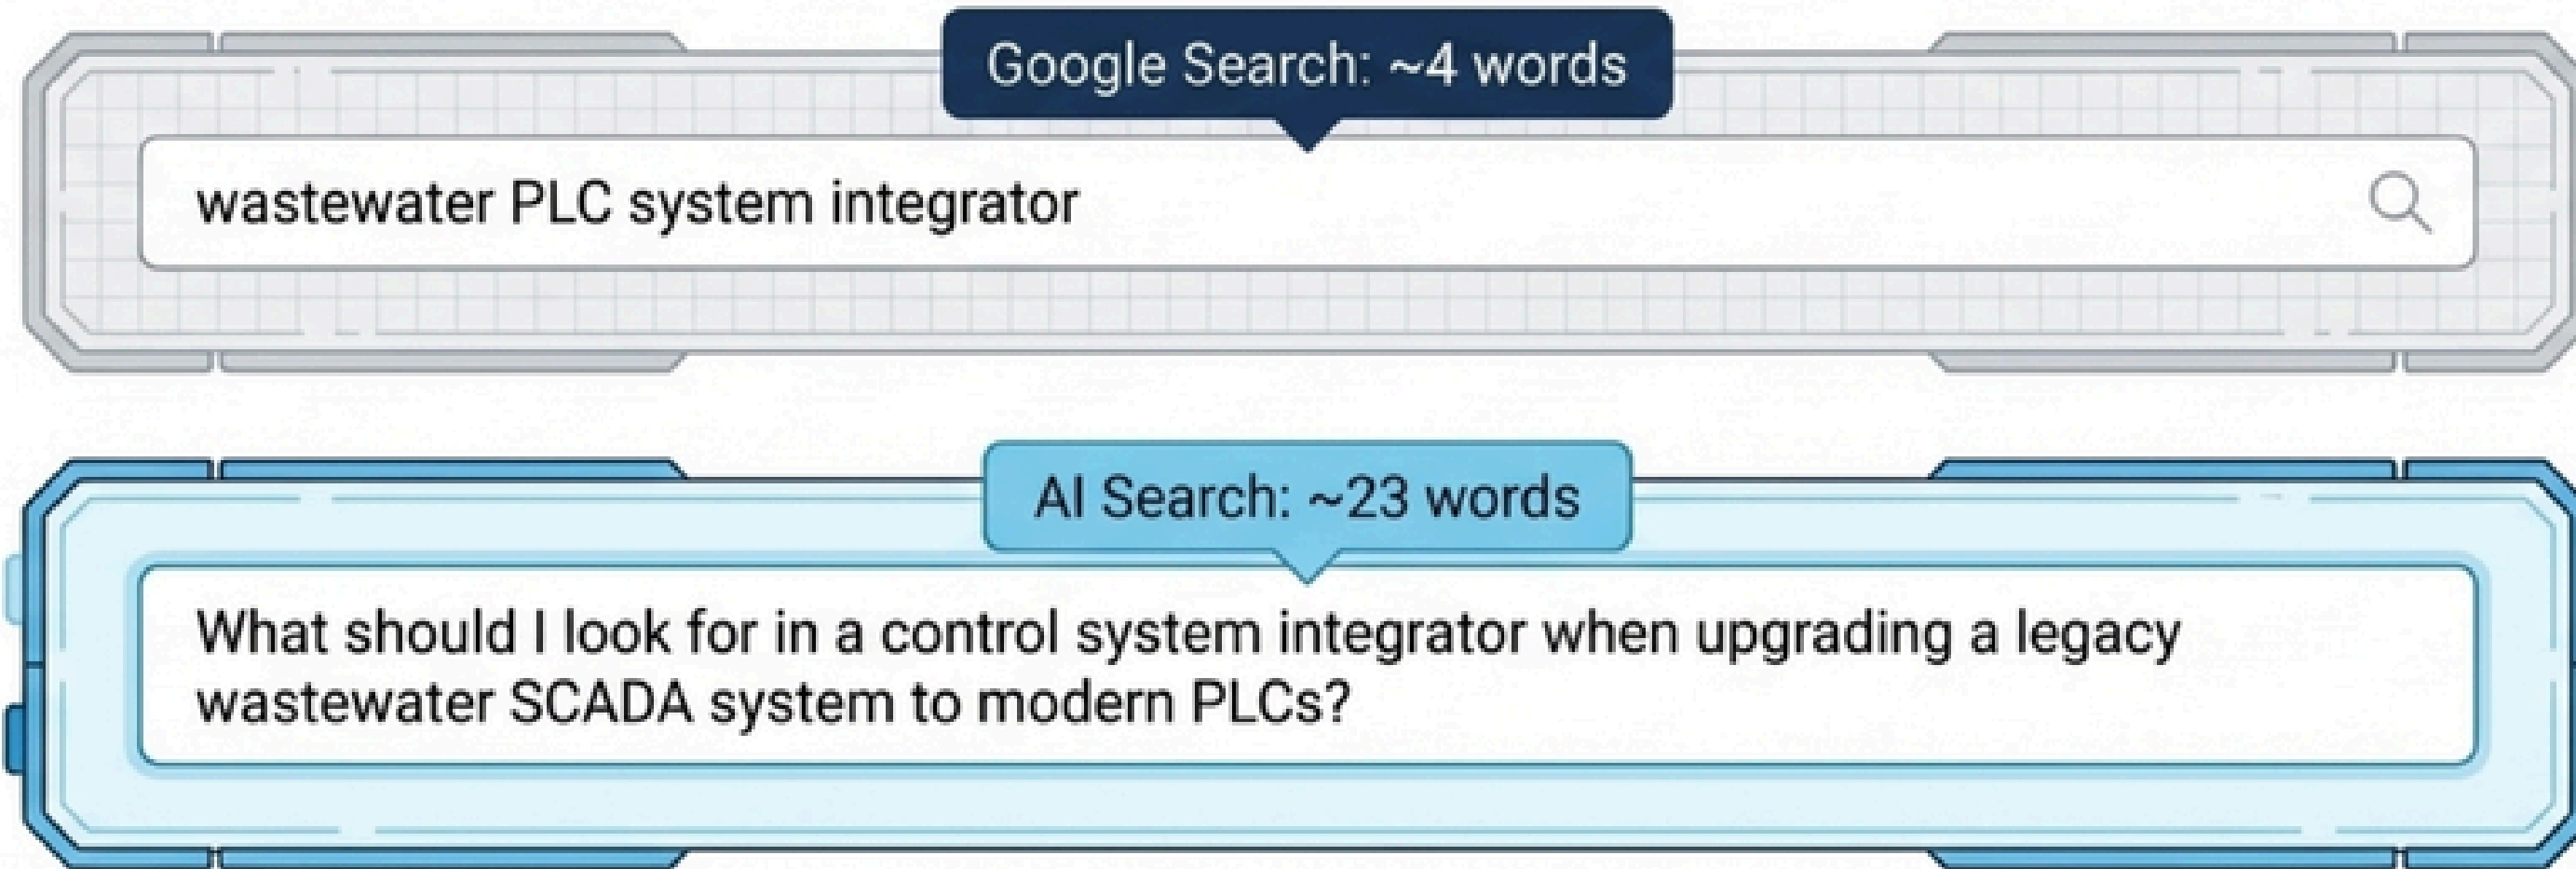 Google Search: ~4 words
wastewater PLC system integrator
AI Search: ~23 words
What should I look for in a control system integrator when upgrading a legacy
wastewater SCADA system to modern PLCs?